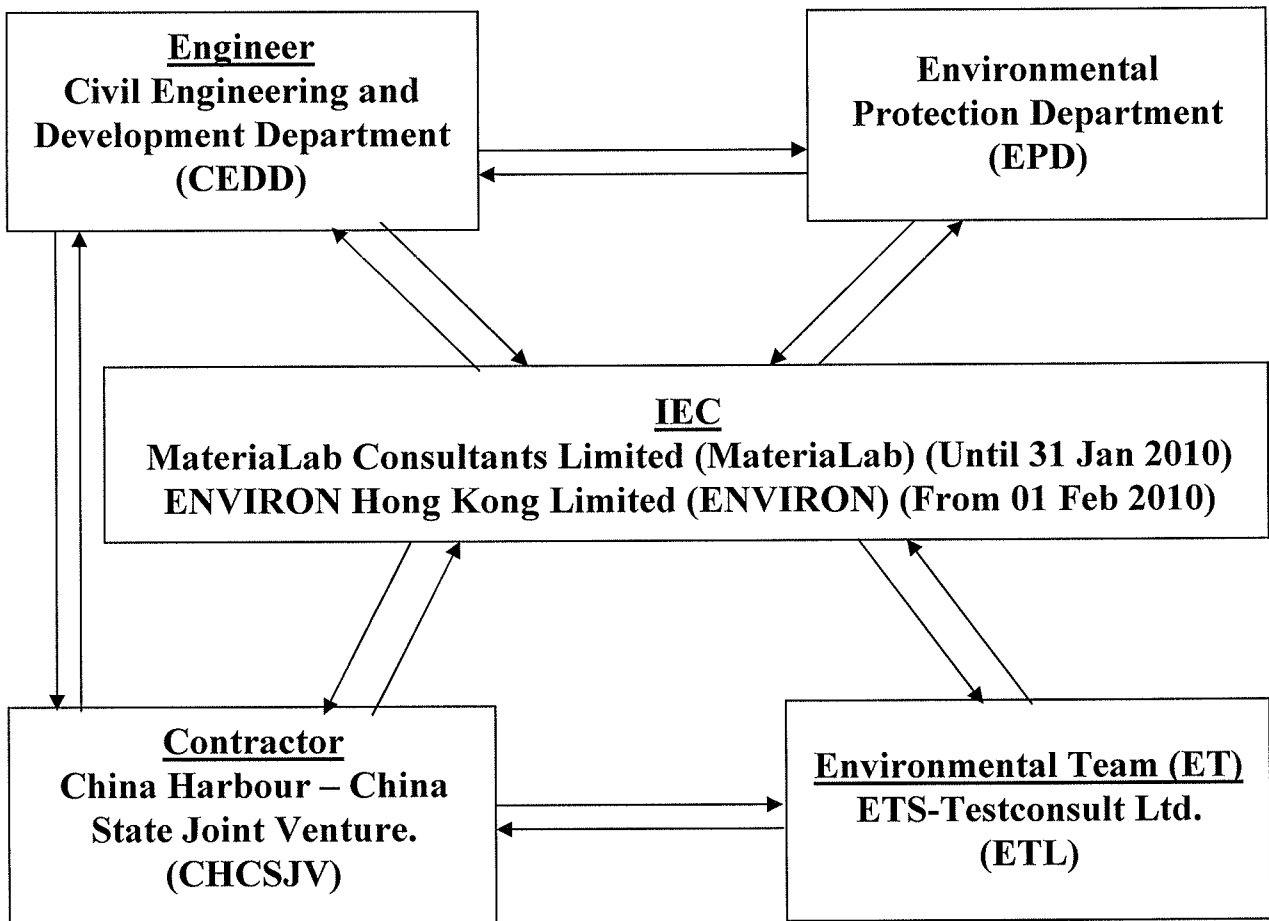 Engineer
Civil Engineering and
Development Department
(CEDD)
Environmental
Protection Department
(EPD)
IEC
MateriaLab Consultants Limited (MateriaLab) (Until 31 Jan 2010)
ENVIRON Hong Kong Limited (ENVIRON) (From 01 Feb 2010)
Contractor
China Harbour – China
State Joint Venture.
(CHCSJV)
Environmental Team (ET)
ETS-Testconsult Ltd.
(ETL)